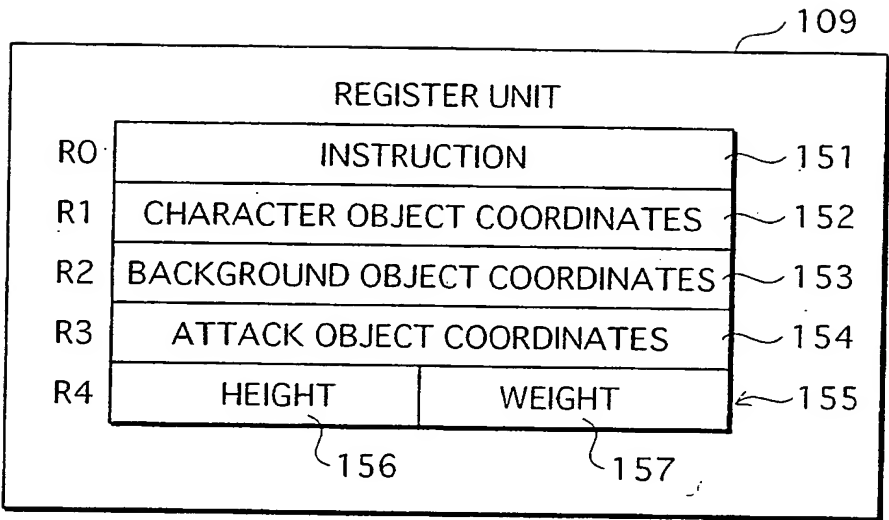 109
REGISTER UNIT
R0 INSTRUCTION 151
R1 CHARACTER OBJECT COORDINATES 152
R2 BACKGROUND OBJECT COORDINATES 153
R3 ATTACK OBJECT COORDINATES 154
R4 HEIGHT WEIGHT 155
156 157